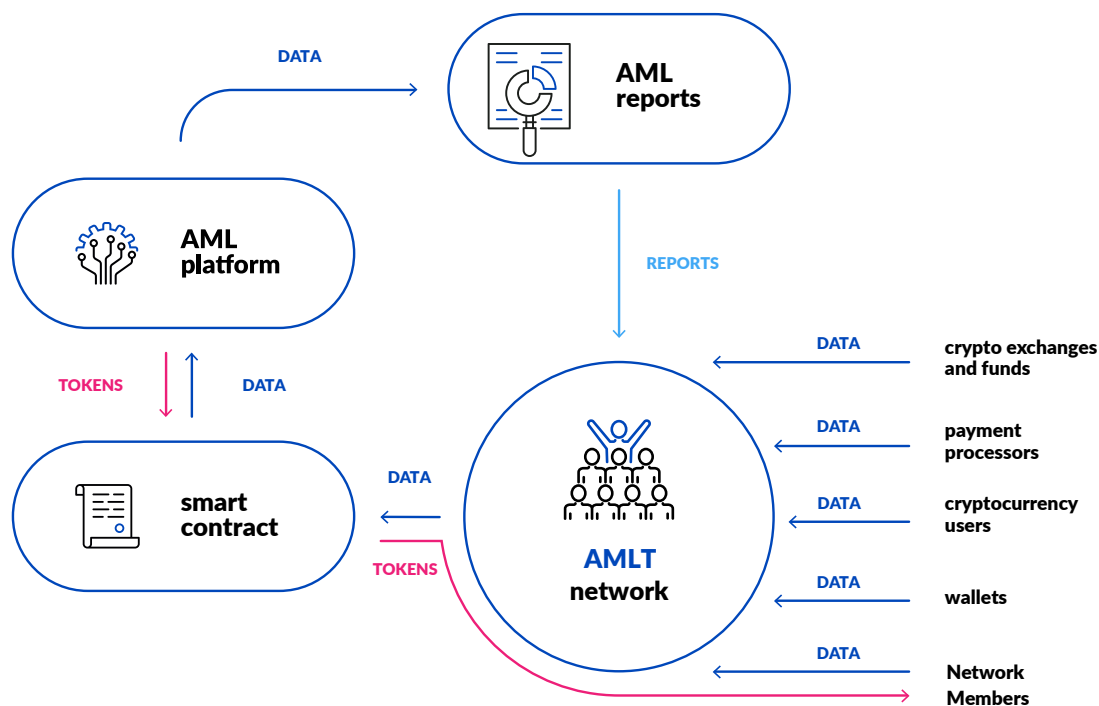 DATA
AML
reports
AML
platform
REPORTS
TOKENS
DATA
DATA
crypto exchanges
and funds
DATA
payment
processors
DATA
cryptocurrency
users
DATA
wallets
DATA
Network
Members
smart
contract
DATA
TOKENS
AMLT
network